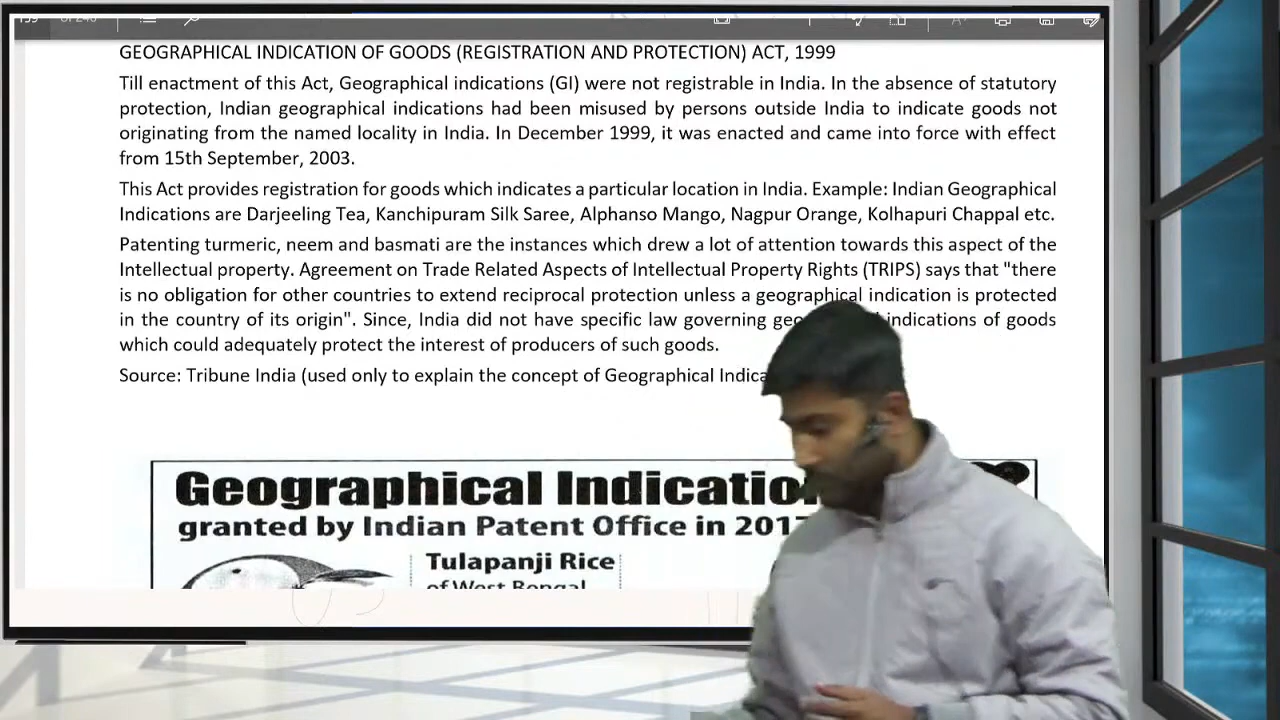 GEOGRAPHICAL INDICATION OF GOODS (REGISTRATION AND PROTECTION) ACT, 1999
Till enactment of this Act, Geographical indications (GI) were not registrable in India. In the absence of statutory
protection, Indian geographical indications had been misused by persons outside India to indicate goods not
originating from the named locality in India. In December 1999, it was enacted and came into force with effect
from 15th September, 2003.
This Act provides registration for goods which indicates a particular location in India. Example: Indian Geographical
Indications are Darjeeling Tea, Kanchipuram Silk Saree, Alphanso Mango, Nagpur Orange, Kolhapuri Chappal etc.
Patenting turmeric, neem and basmati are the instances which drew a lot of attention towards this aspect of the
Intellectual property. Agreement on Trade Related Aspects of Intellectual Property Rights (TRIPS) says that "there
is no obligation for other countries to extend reciprocal protection unless a geographical indication is protected
in the country of its origin". Since, India did not have specific law governing indications of goods
which could adequately protect the interest of producers of such goods.
Source: Tribune India (used only to explain the concept of Geographical
Geographical
granted by Indian Patent Office in 2017
Tulapanji Rice
of West Bengal